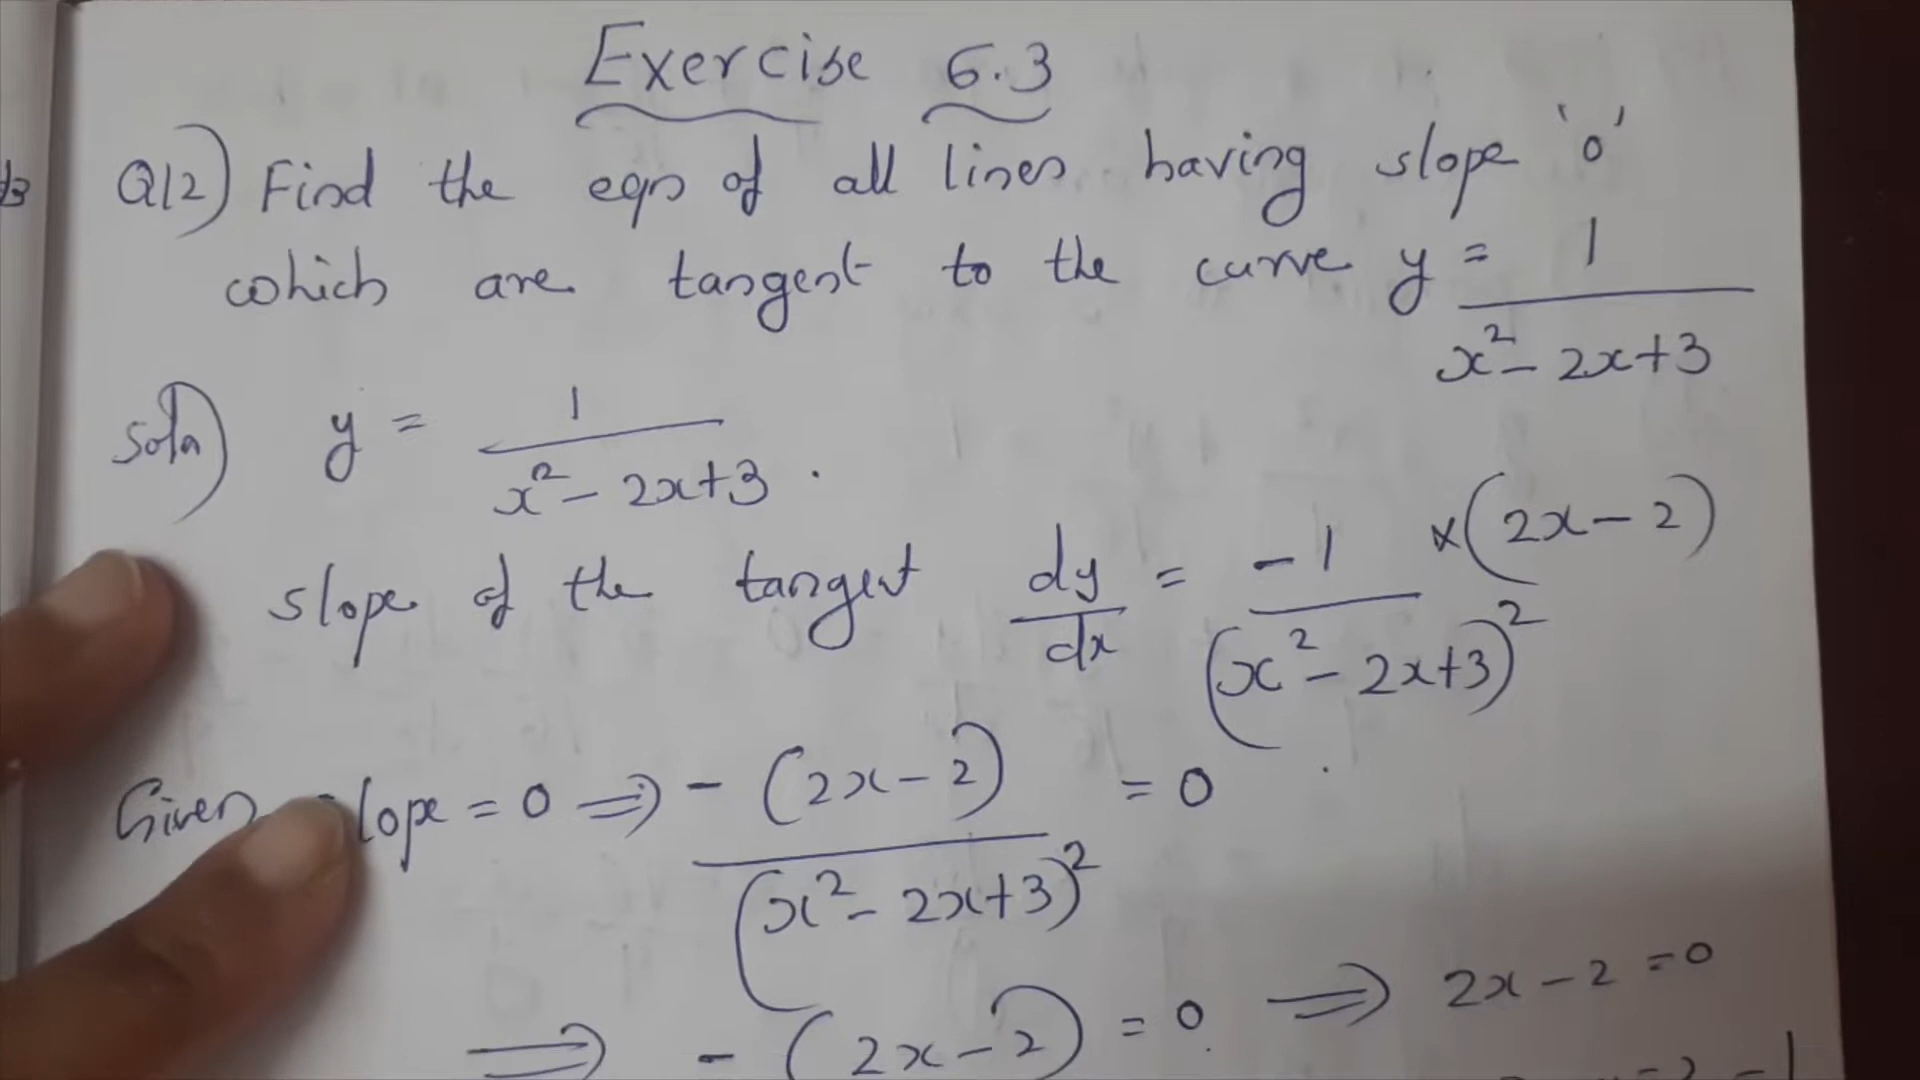 Exercise 6.3
Q12) Find the eqn of all lines having slope '0'
which are tangent to the curve y = 1 / (x² - 2x + 3)
Soln) y = 1 / (x² - 2x + 3) .
slope of the tangent dy/dx = -1 / (x² - 2x + 3)² × (2x - 2)
Given slope = 0 ⇒ - (2x - 2) / (x² - 2x + 3)² = 0
⇒ - (2x - 2) = 0 ⇒ 2x - 2 = 0